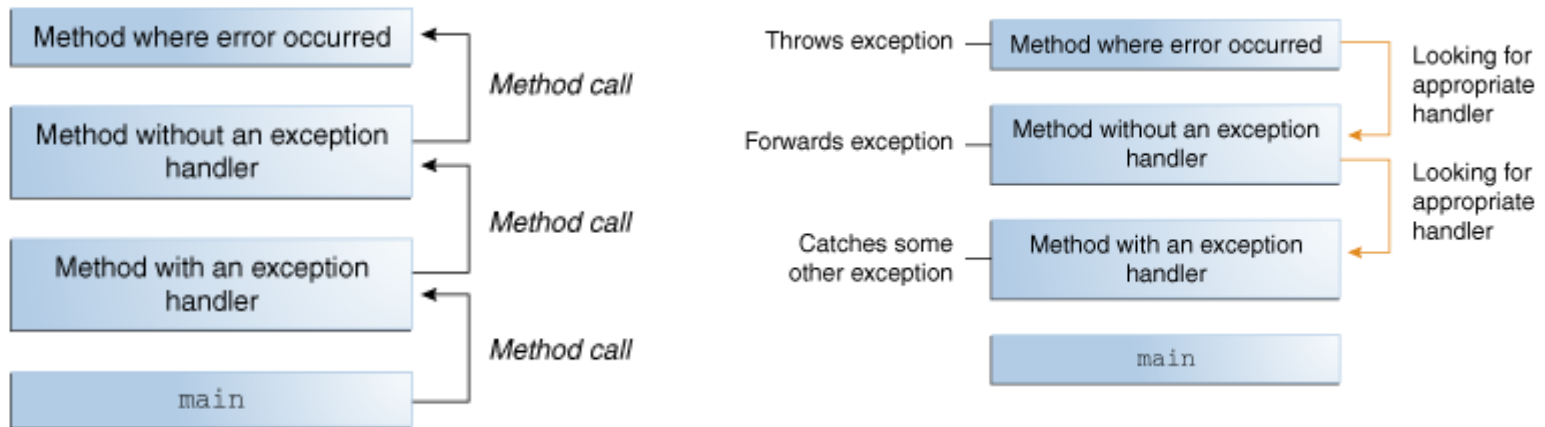 Method where error occurred
Method call
Method without an exception
handler
Method call
Method with an exception
handler
Method call
main
Throws exception
Method where error occurred
Looking for
appropriate
handler
Forwards exception
Method without an exception
handler
Looking for
appropriate
handler
Catches some
other exception
Method with an exception
handler
main